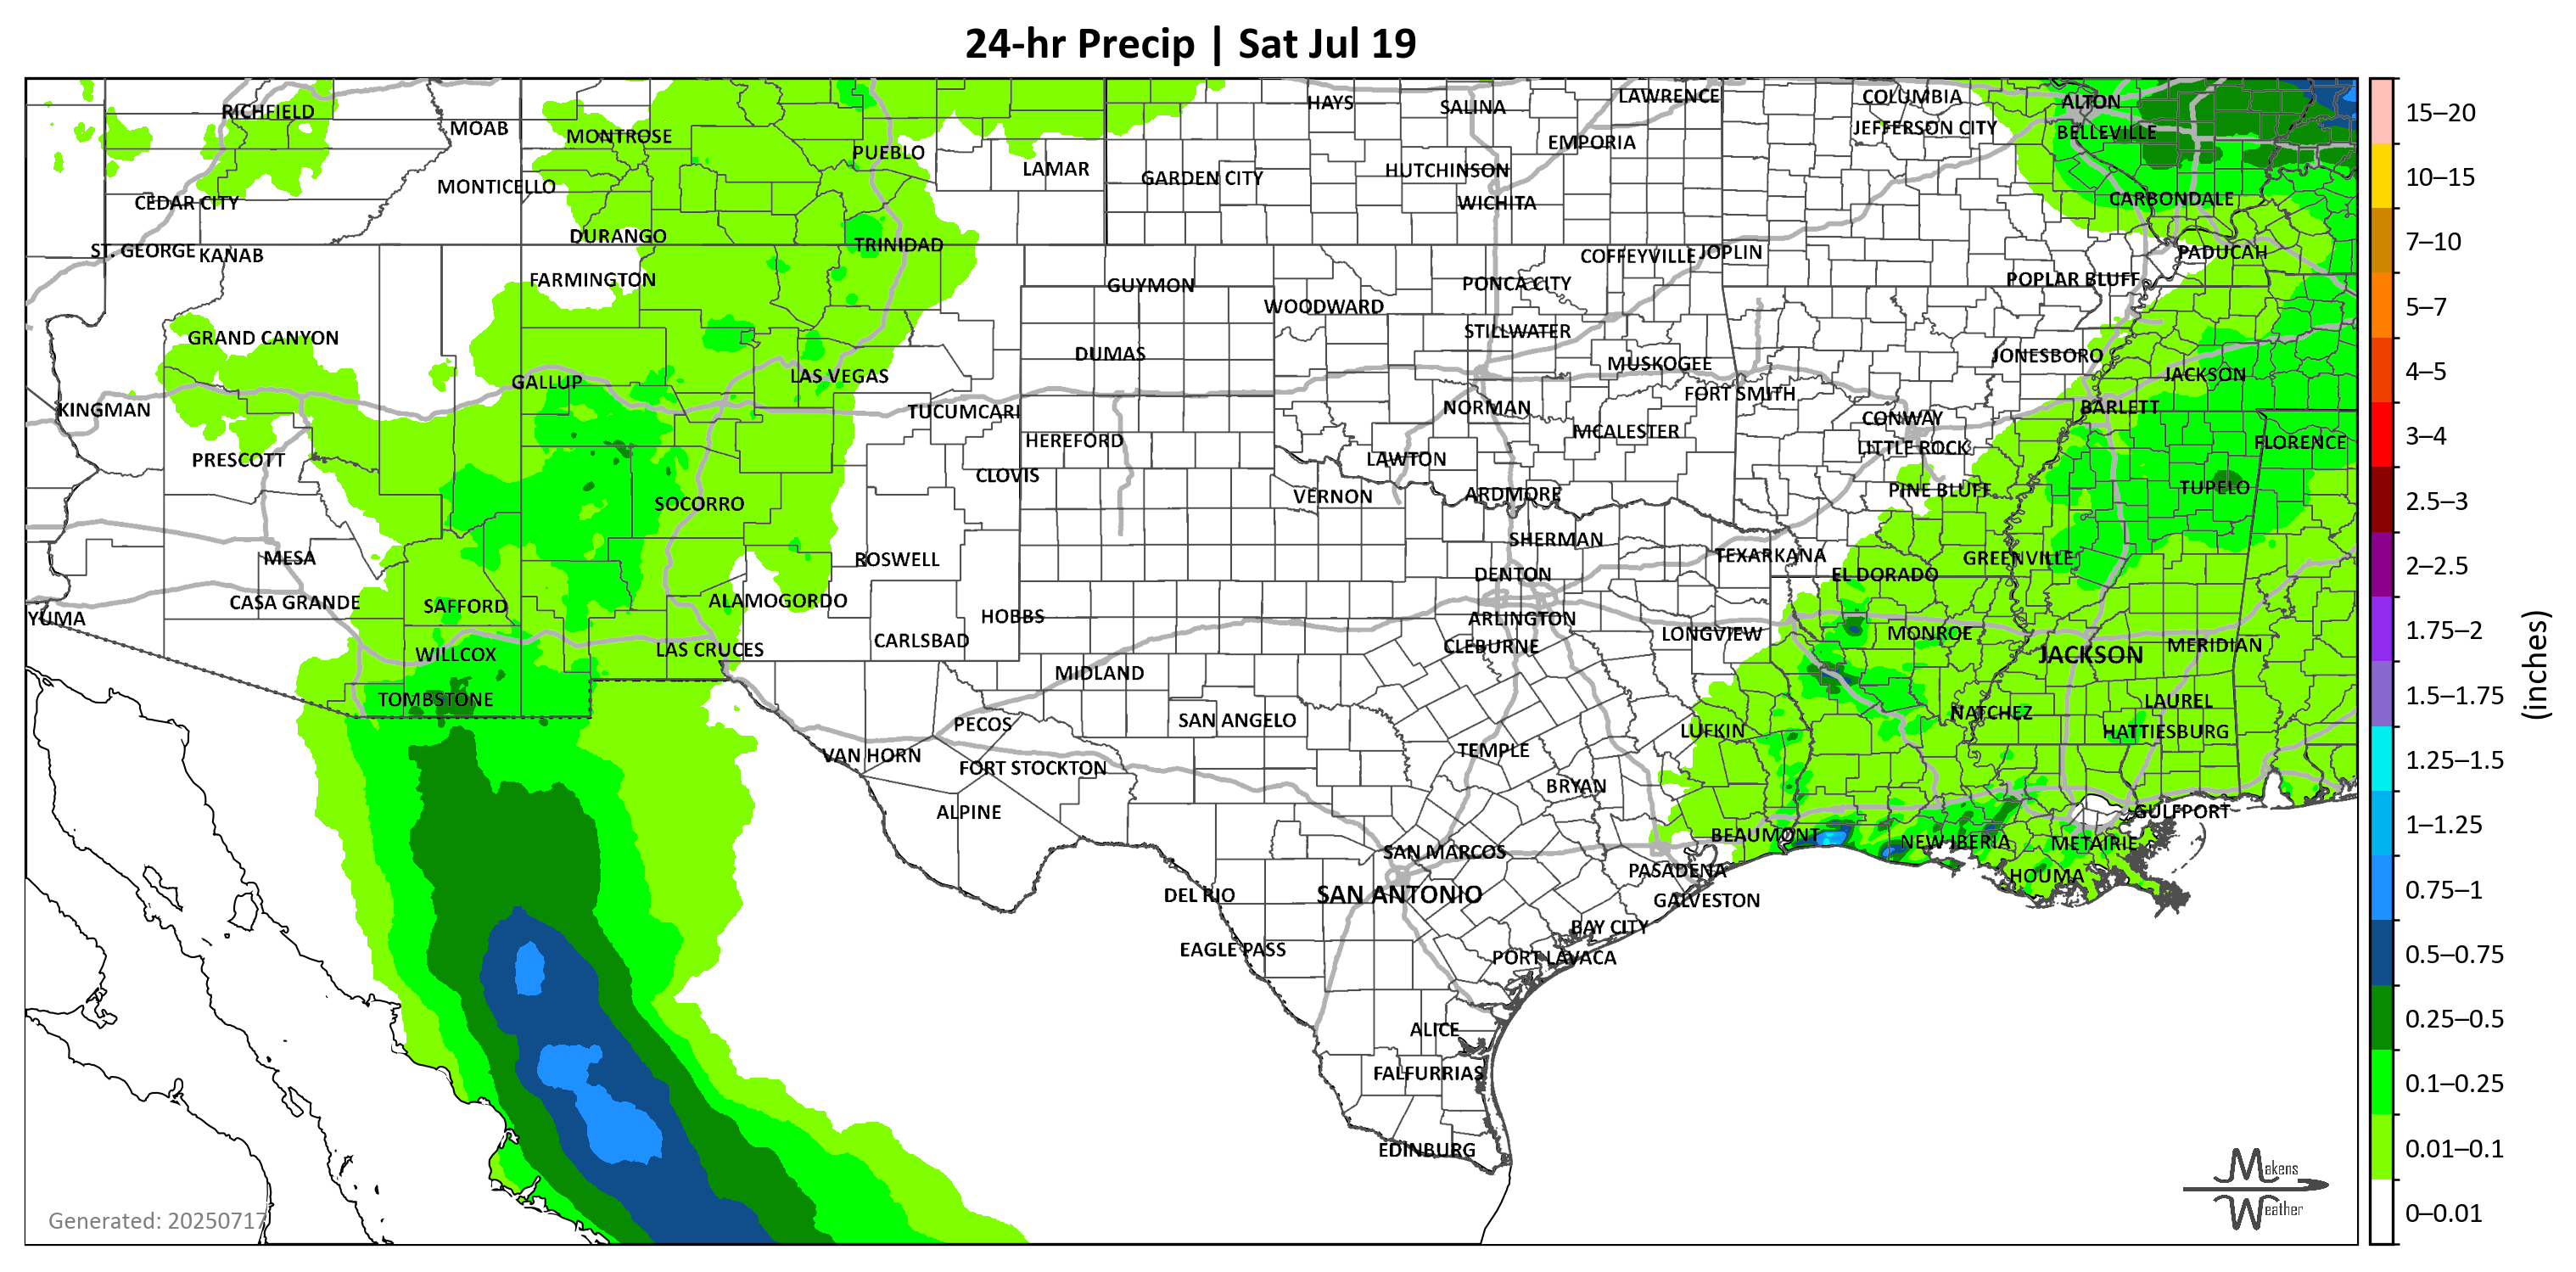 24-hr Precip | Sat Jul 19
RICHFIELD
MOAB
MONTROSE
PUEBLO
LAMAR
HAYS
SALINA
LAWRENCE
COLUMBIA
ALTON
JEFFERSON CITY
BELLEVILLE
EMPORIA
HUTCHINSON
GARDEN CITY
WICHITA
MONTICELLO
CEDAR CITY
CARBONDALE
DURANGO
TRINIDAD
ST. GEORGE
KANAB
COFFEYVILLE
JOPLIN
PADUCAH
FARMINGTON
GUYMON
PONCA CITY
POPLAR BLUFF
WOODWARD
GRAND CANYON
STILLWATER
DUMAS
JONESBORO
MUSKOGEE
GALLUP
LAS VEGAS
JACKSON
FORT SMITH
KINGMAN
TUCUMCARI
NORMAN
BARLETT
CONWAY
HEREFORD
MCALESTER
LITTLE ROCK
FLORENCE
PRESCOTT
LAWTON
CLOVIS
VERNON
ARDMORE
PINE BLUFF
TUPELO
SOCORRO
SHERMAN
MESA
ROSWELL
TEXARKANA
GREENVILLE
DENTON
EL DORADO
CASA GRANDE
SAFFORD
ALAMOGORDO
YUMA
HOBBS
ARLINGTON
CARLSBAD
LONGVIEW
MONROE
CLEBURNE
MERIDIAN
WILLCOX
LAS CRUCES
JACKSON
MIDLAND
TOMBSTONE
LAUREL
NATCHEZ
PECOS
SAN ANGELO
LUFKIN
HATTIESBURG
VAN HORN
TEMPLE
FORT STOCKTON
BRYAN
ALPINE
GULFPORT
BEAUMONT
NEW IBERIA
METAIRIE
SAN MARCOS
PASADENA
HOUMA
DEL RIO
SAN ANTONIO
GALVESTON
BAY CITY
EAGLE PASS
PORT LAVACA
ALICE
FALFURRIAS
EDINBURG
Generated: 20250717
Makens
Weather
15–20
10–15
7–10
5–7
4–5
3–4
2.5–3
2–2.5
1.75–2
1.5–1.75
1.25–1.5
1–1.25
0.75–1
0.5–0.75
0.25–0.5
0.1–0.25
0.01–0.1
0–0.01
(inches)